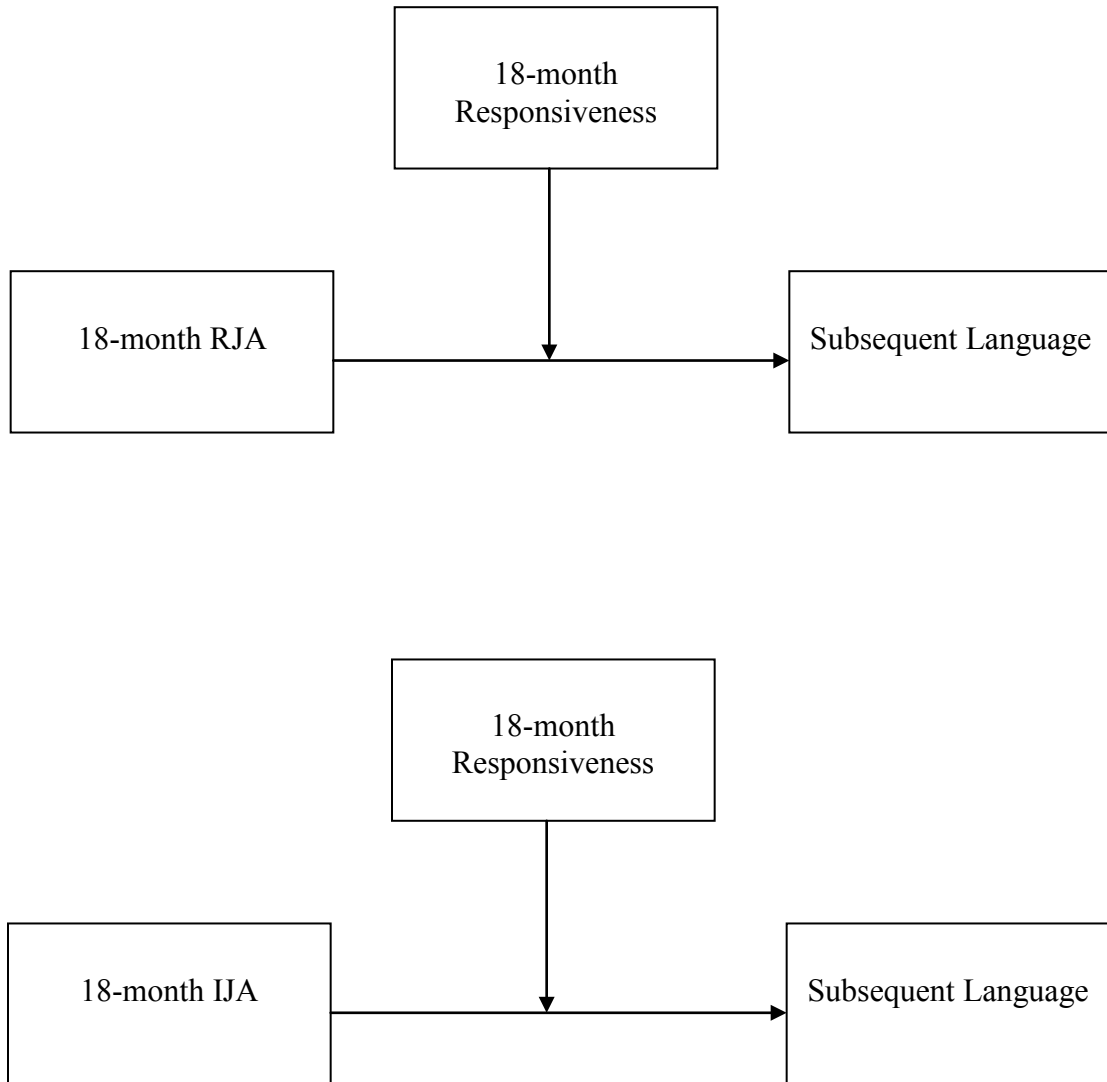 18-month
Responsiveness
18-month RJA
Subsequent Language
18-month
Responsiveness
18-month IJA
Subsequent Language